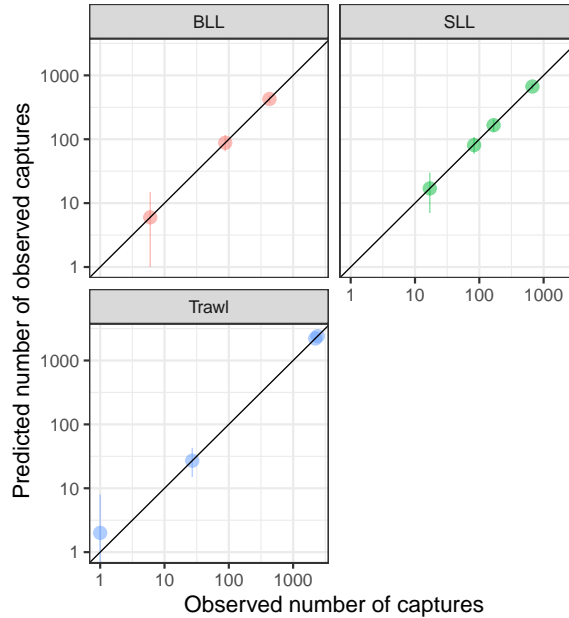 BLL
SLL
1000
100
10
1
1 10 100 1000
Trawl
1000
100
10
1
1 10 100 1000
Predicted number of observed captures
Observed number of captures